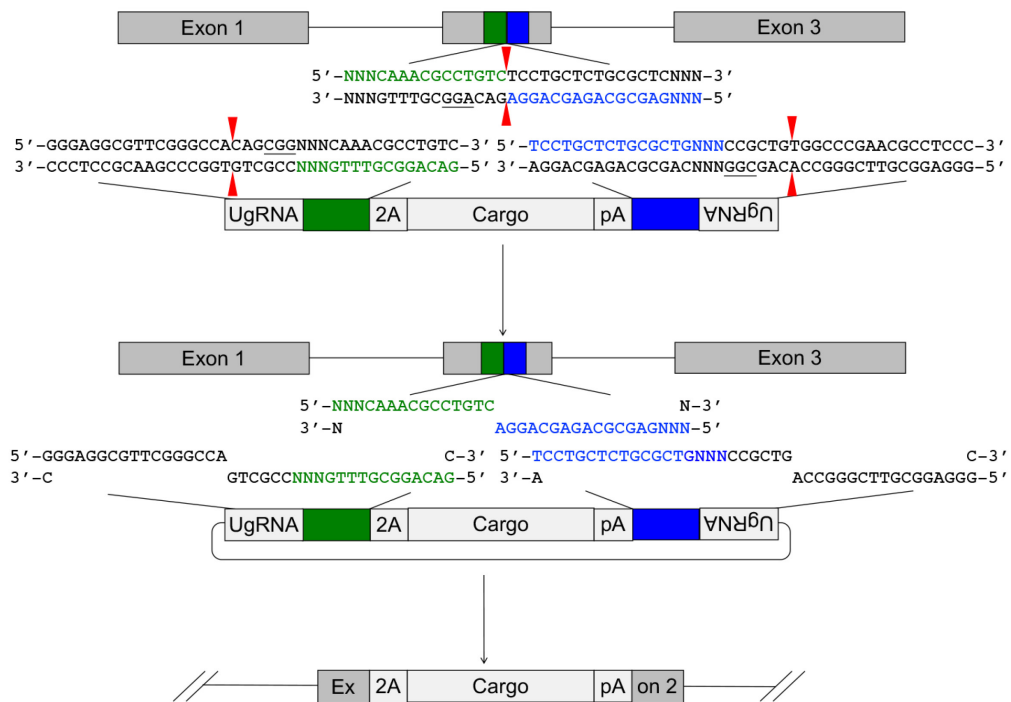 Exon 1 Exon 3
5’-NNNCAAACGCCTGTCTCCTGCTCTGCGCTCNNN-3’
3’-NNNGTTTGCGGACAGAGGACGAGACGCGAGNNN-5’
5’-GGGAGGCGTTCGGGCCACAGCGGNNNCAAACGCCTGTC-3’ 5’-TCCTGCTCTGCGCTGNNNCCGCTGTGGCCCGAACGCCTCCC-3’
3’-CCCTCCGCAAGCCCGGTGTCGCCNNNGTTTGCGGACAG-5’ 3’-AGGACGAGACGCGACNNNGGCGACACCGGGCTTGCGGAGGG-5’
UgRNA 2A Cargo pA UgRNA
Exon 1 Exon 3
5’-NNNCAAACGCCTGTC N-3’
3’-N AGGACGAGACGCGAGNNN-5’
5’-GGGAGGCGTTCGGGCCA C-3’ 5’-TCCTGCTCTGCGCTGNNNCCGCTG C-3’
3’-C GTCGCCNNNGTTTGCGGACAG-5’ 3’-A ACCGGGCTTGCGGAGGG-5’
UgRNA 2A Cargo pA UgRNA
Ex 2A Cargo pA on 2